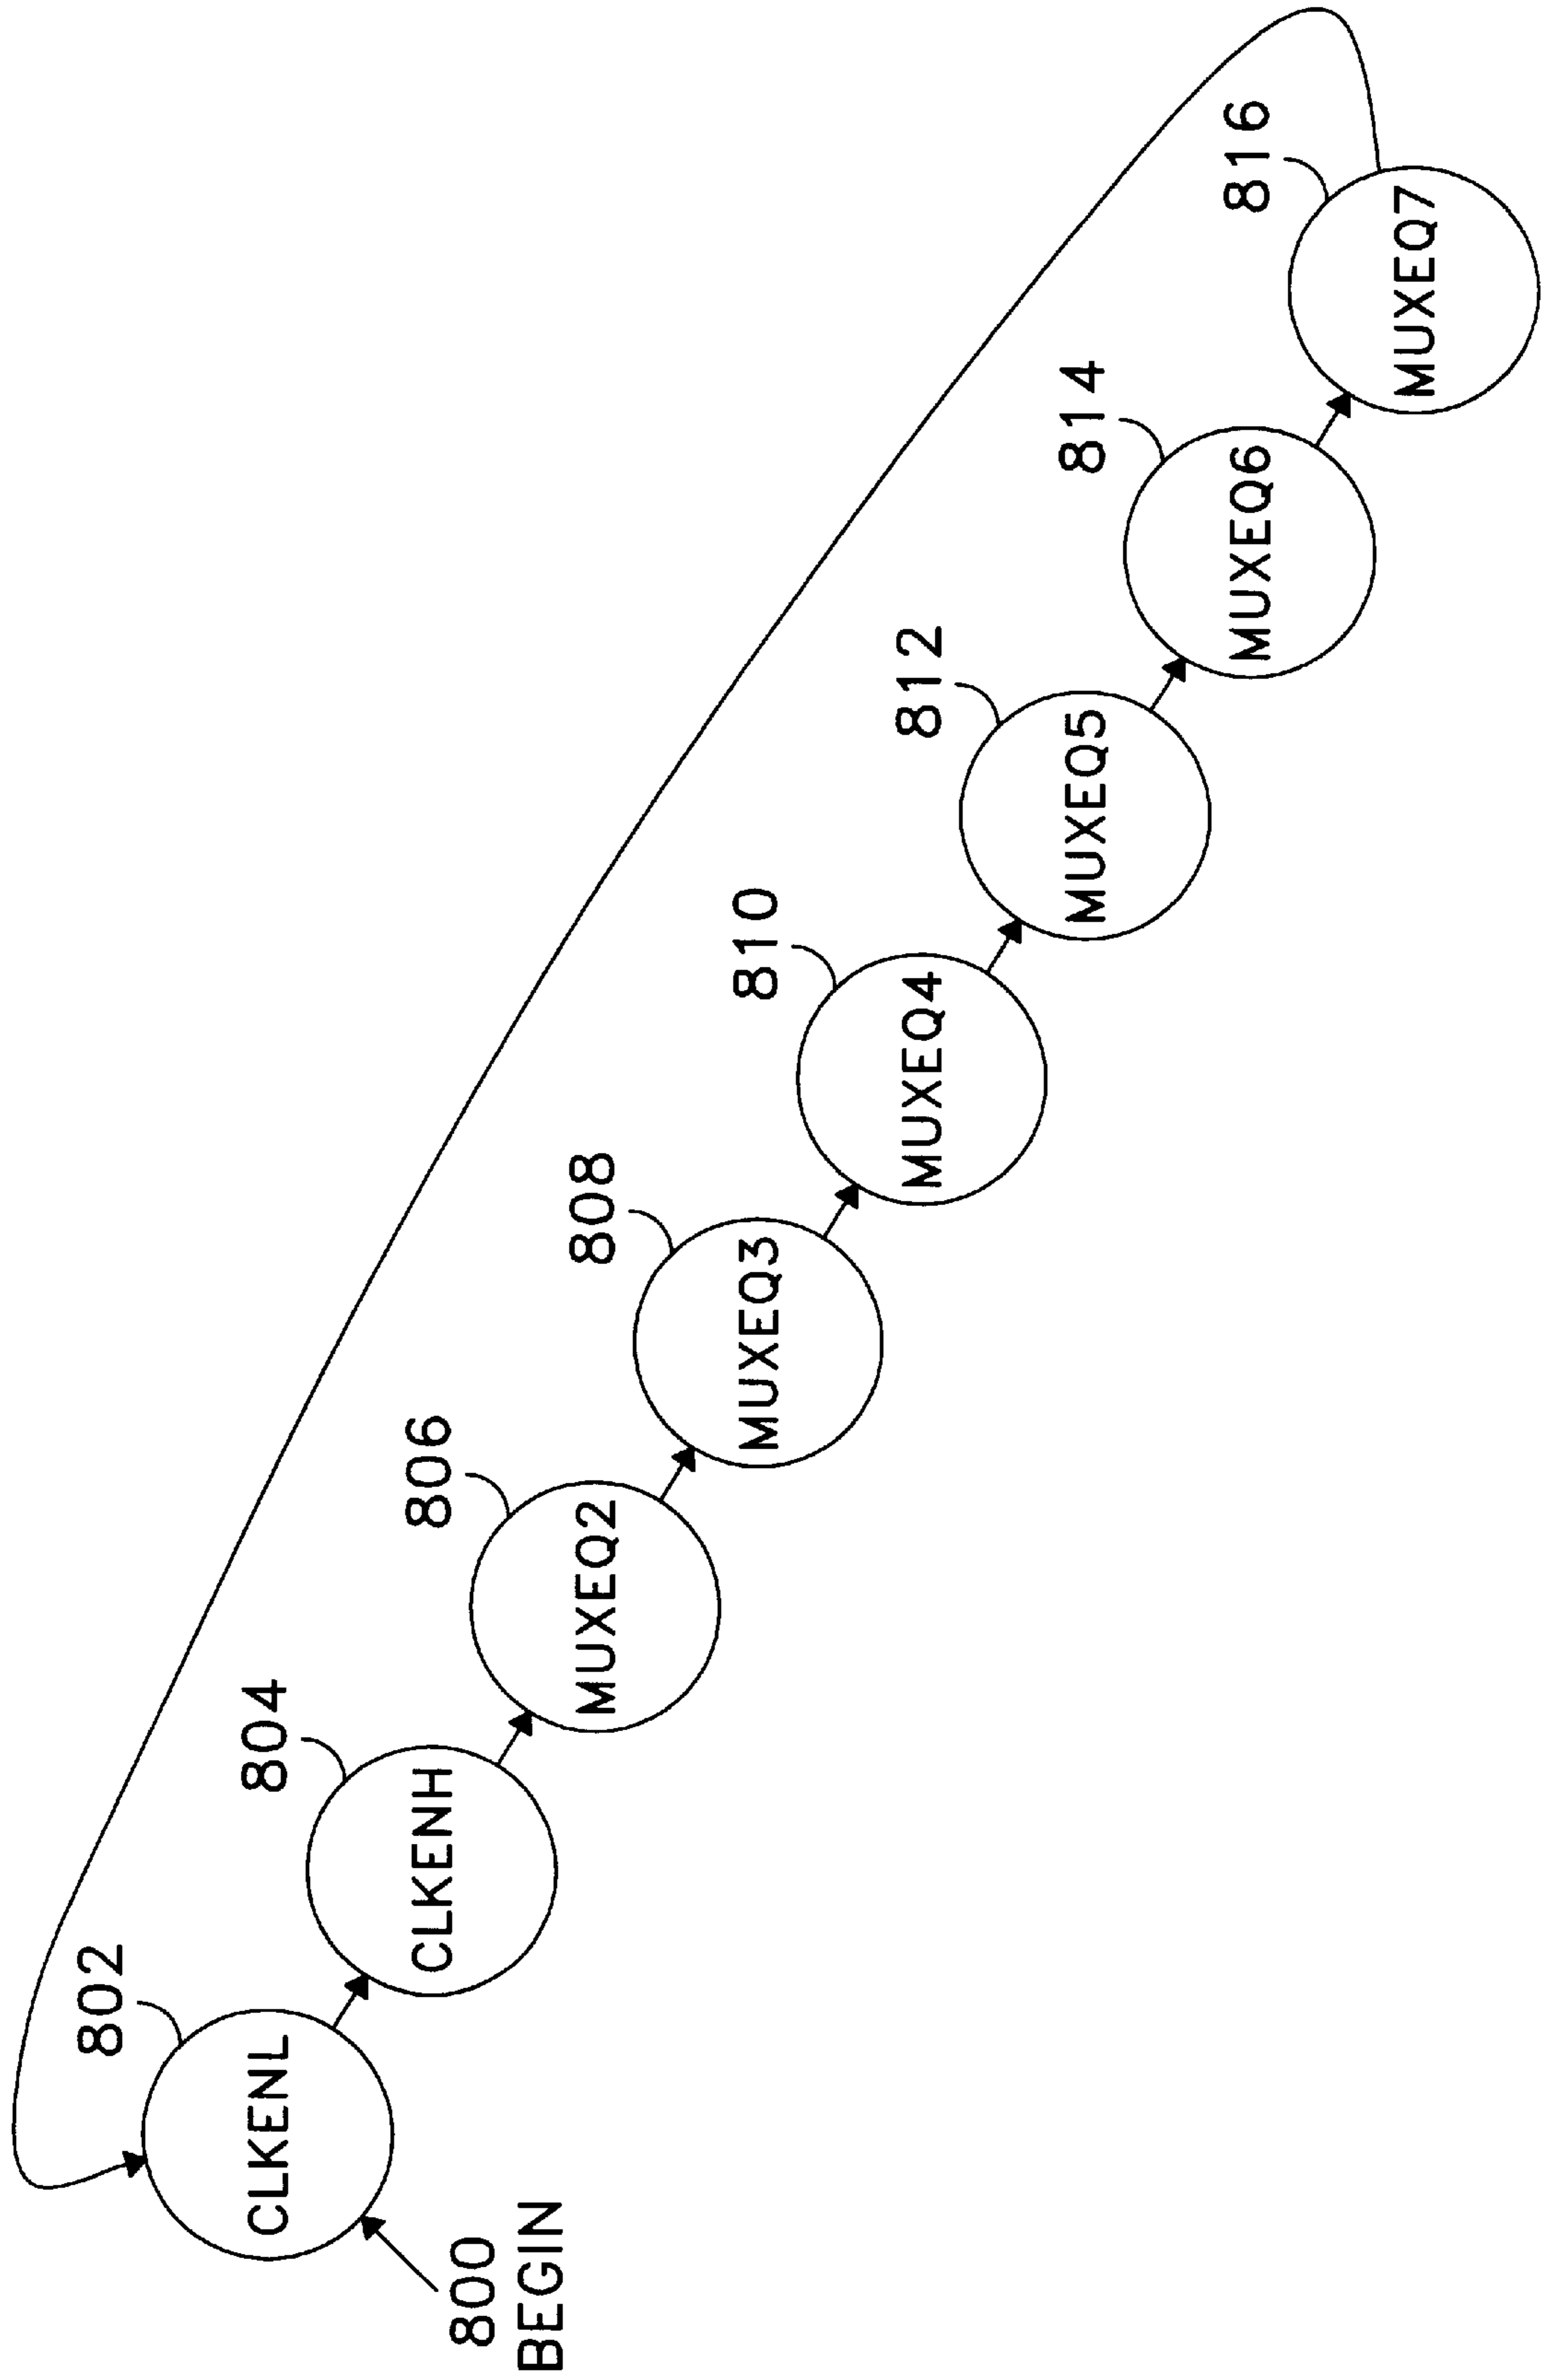 800
BEGIN
802
CLKENL
804
CLKENH
806
MUXEQ2
808
MUXEQ3
810
MUXEQ4
812
MUXEQ5
814
MUXEQ6
816
MUXEQ7